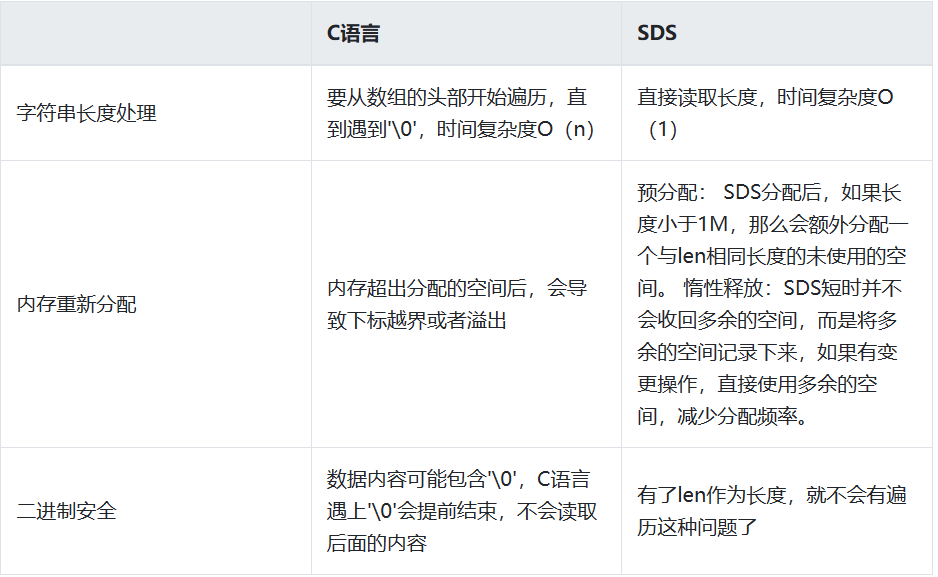 C语言
SDS
字符串长度处理
要从数组的头部开始遍历，直
到遇到'\0'，时间复杂度O（n）
直接读取长度，时间复杂度O
（1）
内存重新分配
内存超出分配的空间后，会导
致下标越界或者溢出
预分配： SDS分配后，如果长
度小于1M，那么会额外分配一
个与len相同长度的未使用的空
间。 惰性释放：SDS短时并不
会收回多余的空间，而是将多
余的空间记录下来，如果有变
更操作，直接使用多余的空
间，减少分配频率。
二进制安全
数据内容可能包含'\0'，C语言
遇上'\0'会提前结束，不会读取
后面的内容
有了len作为长度，就不会有遍
历这种问题了